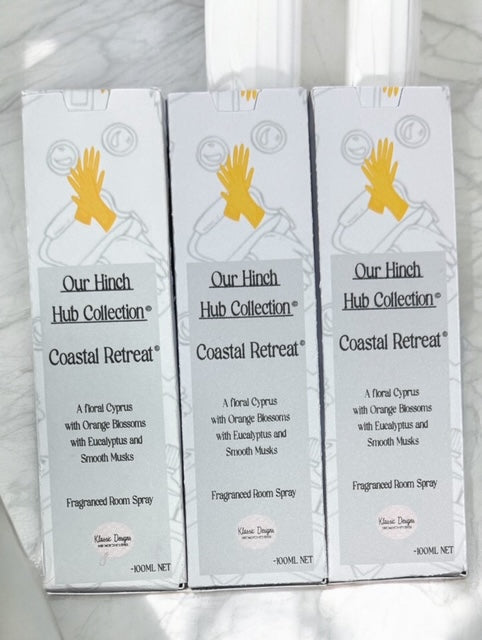 Our Hinch
Hub Collection©
Coastal Retreat©
A floral Cyprus
with Orange Blossoms
with Eucalyptus and
Smooth Musks
Fragranced Room Spray
Klassic Designs
~100ML NET
Our Hinch
Hub Collection©
Coastal Retreat©
A floral Cyprus
with Orange Blossoms
with Eucalyptus and
Smooth Musks
Fragranced Room Spray
Klassic Designs
~100ML NET
Our Hinch
Hub Collection©
Coastal Retreat©
A floral Cyprus
with Orange Blossoms
with Eucalyptus and
Smooth Musks
Fragranced Room Spray
Klassic Designs
~100ML NET